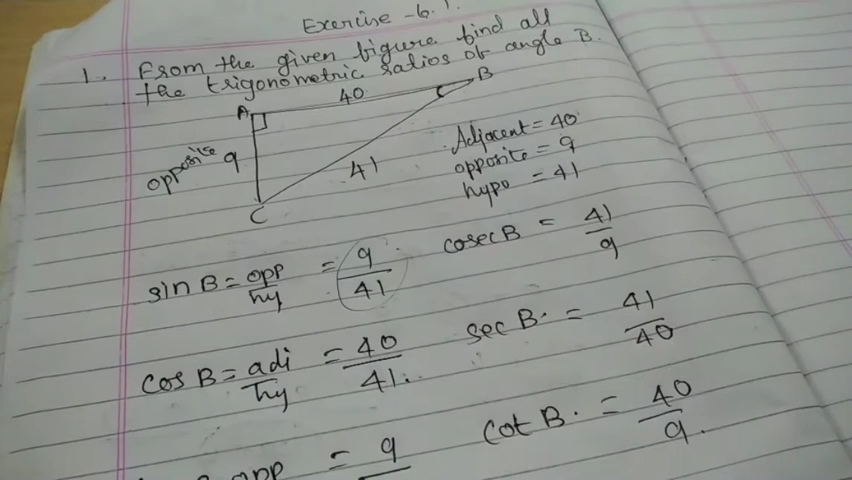 Exercise - 6.1.
1. From the given figure find all
the trigonometric ratios of angle B.
A 40 B
opposite 9
41
C
Adjacent = 40
opposite = 9
hypo = 41
sin B = opp/hy = 9/41 cosec B = 41/9
cos B = adj/hy = 40/41. sec B. = 41/40
opp = 9 cot B. = 40/9.